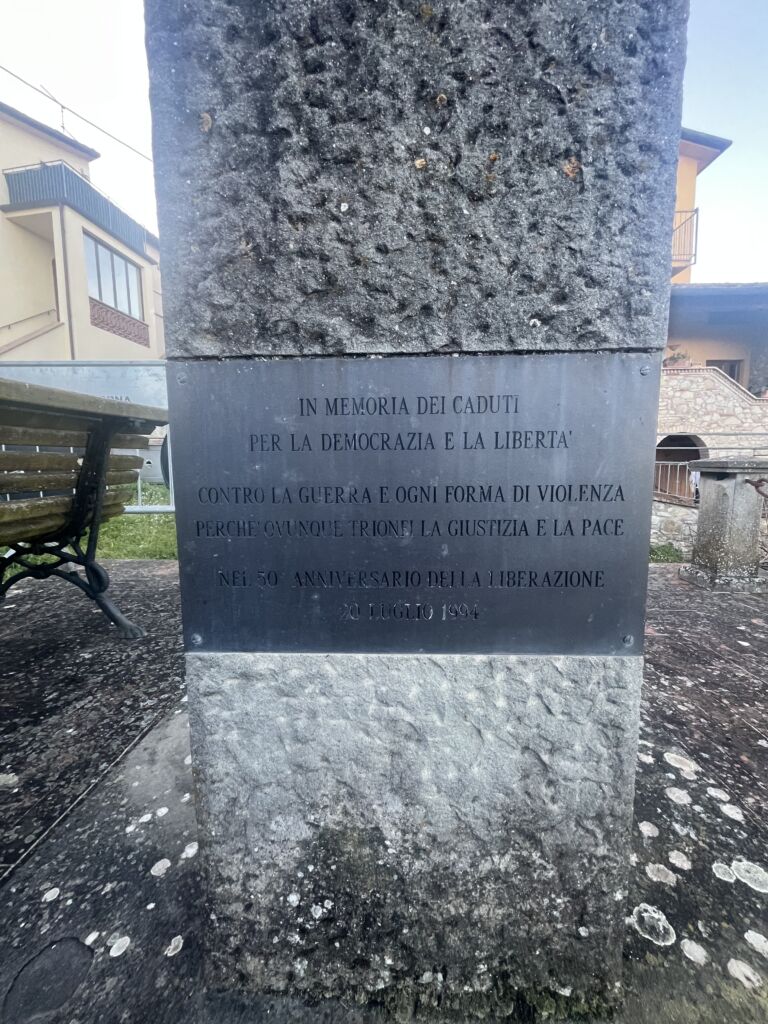 IN MEMORIA DEI CADUTI
PER LA DEMOCRAZIA E LA LIBERTA'
CONTRO LA GUERRA E OGNI FORMA DI VIOLENZA
PERCHE' OVUNQUE TRIONFI LA GIUSTIZIA E LA PACE
NEL 50° ANNIVERSARIO DELLA LIBERAZIONE
20 LUGLIO 1994